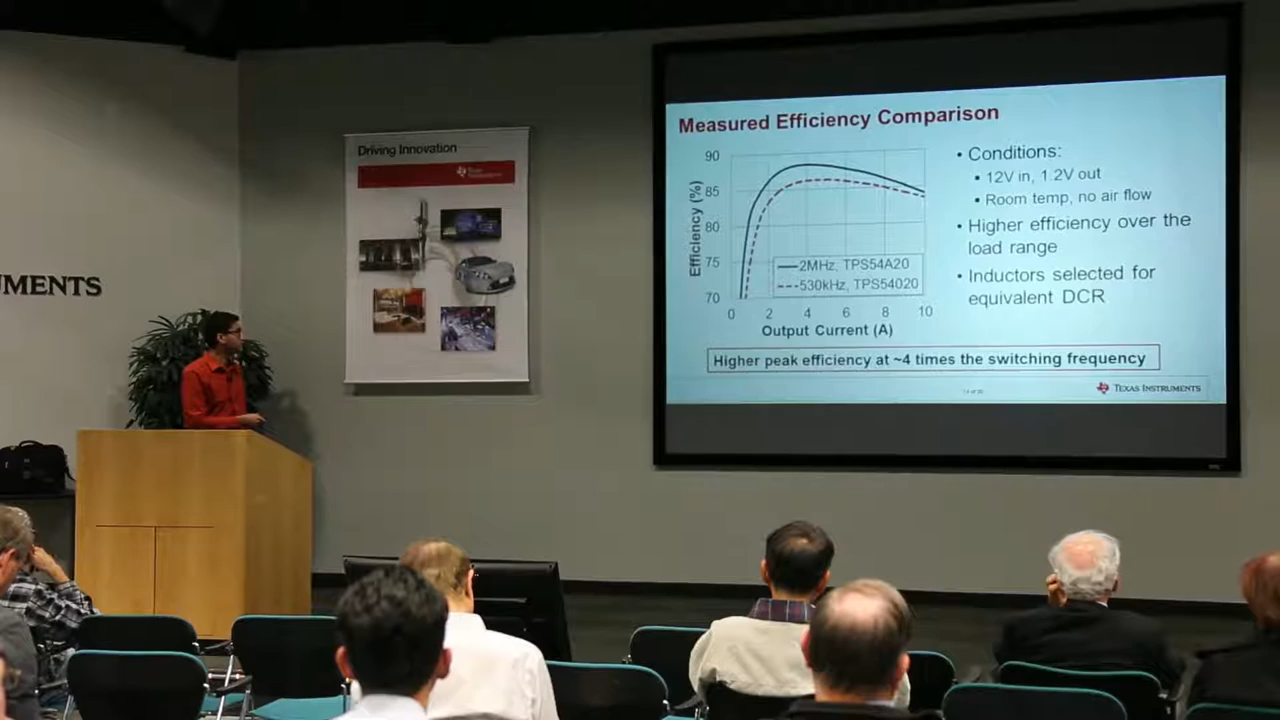 UMENTS
Driving Innovation
Texas Instruments
Measured Efficiency Comparison
90
85
80
75
70
Efficiency (%)
0 2 4 6 8 10
Output Current (A)
2MHz, TPS54A20
530kHz, TPS54020
• Conditions:
• 12V in, 1.2V out
• Room temp, no air flow
• Higher efficiency over the
load range
• Inductors selected for
equivalent DCR
Higher peak efficiency at ~4 times the switching frequency
TEXAS INSTRUMENTS